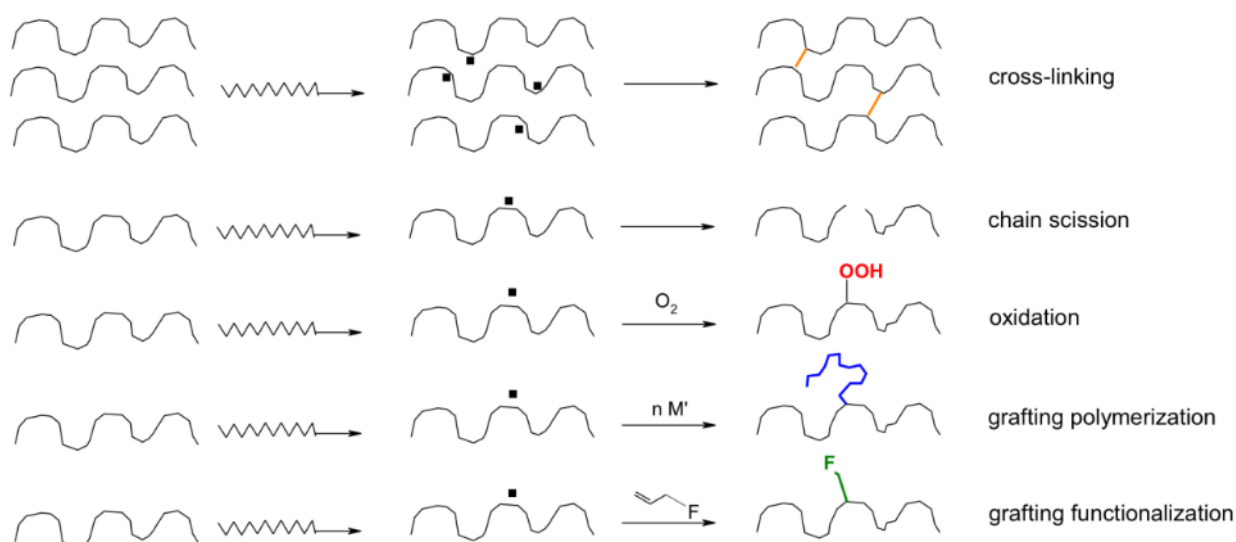 cross-linking
chain scission
OOH
O2
oxidation
n M'
grafting polymerization
F
F
grafting functionalization